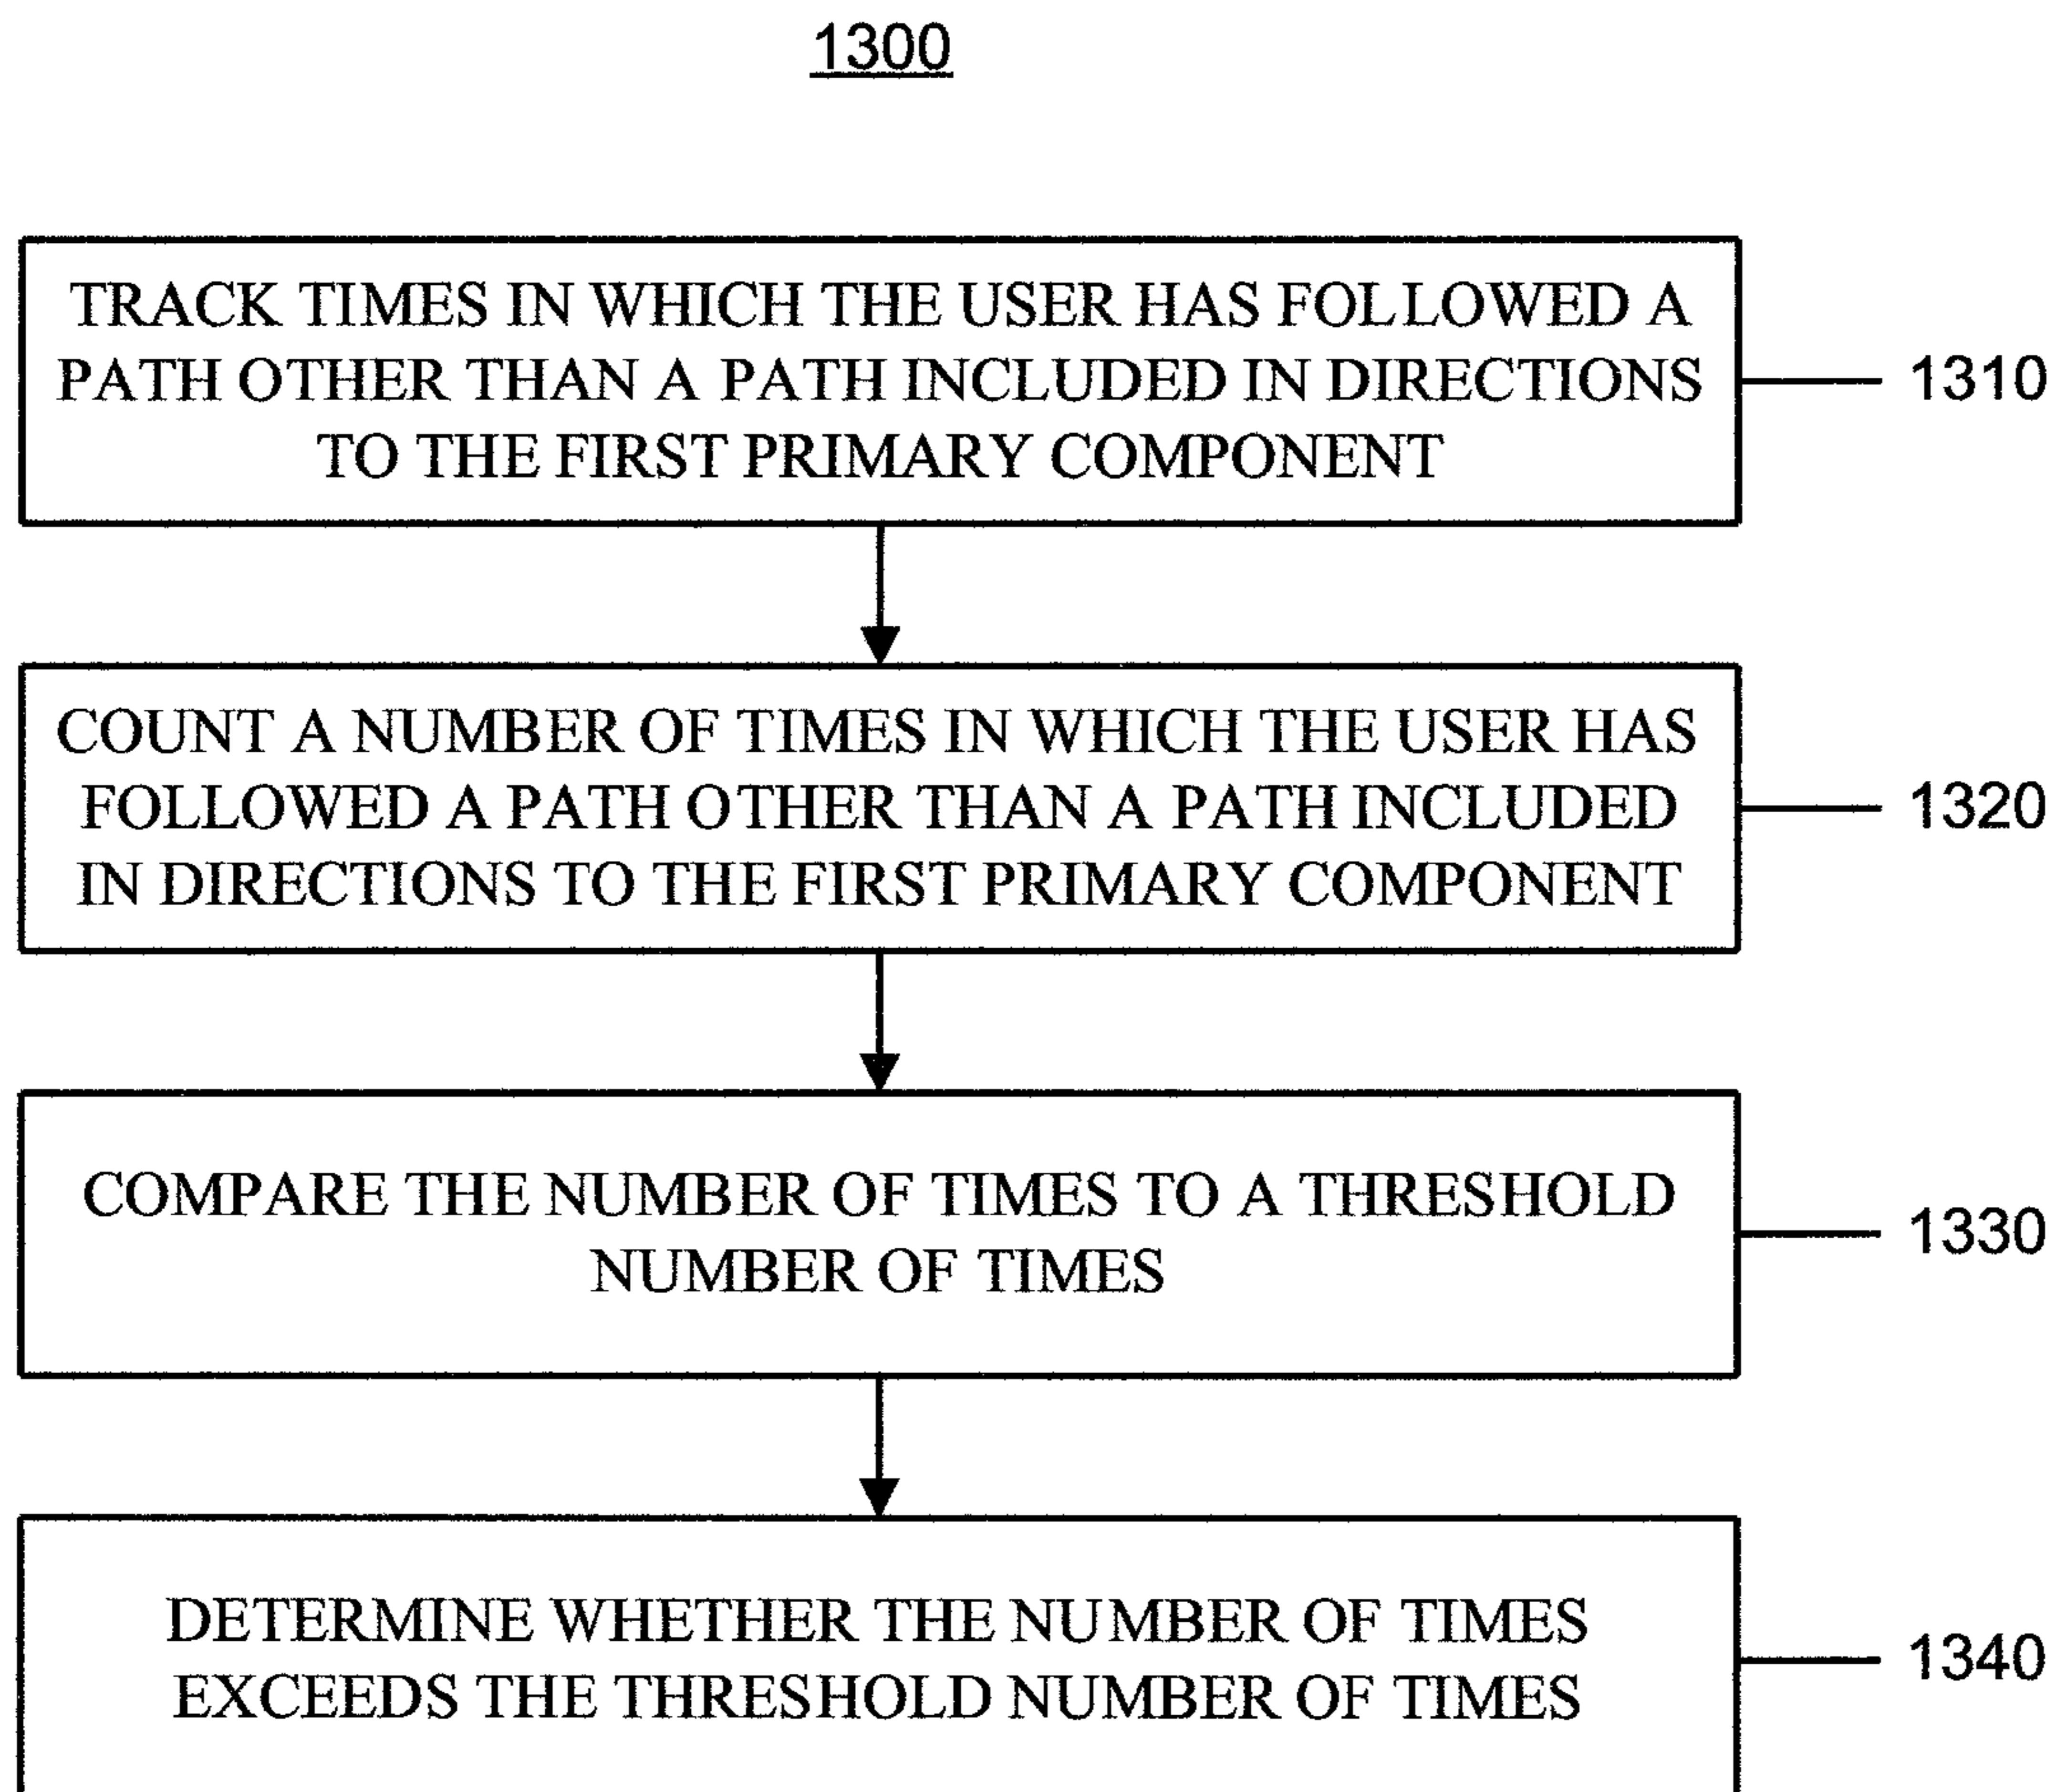 1300
TRACK TIMES IN WHICH THE USER HAS FOLLOWED A
PATH OTHER THAN A PATH INCLUDED IN DIRECTIONS
TO THE FIRST PRIMARY COMPONENT
1310
COUNT A NUMBER OF TIMES IN WHICH THE USER HAS
FOLLOWED A PATH OTHER THAN A PATH INCLUDED
IN DIRECTIONS TO THE FIRST PRIMARY COMPONENT
1320
COMPARE THE NUMBER OF TIMES TO A THRESHOLD
NUMBER OF TIMES
1330
DETERMINE WHETHER THE NUMBER OF TIMES
EXCEEDS THE THRESHOLD NUMBER OF TIMES
1340